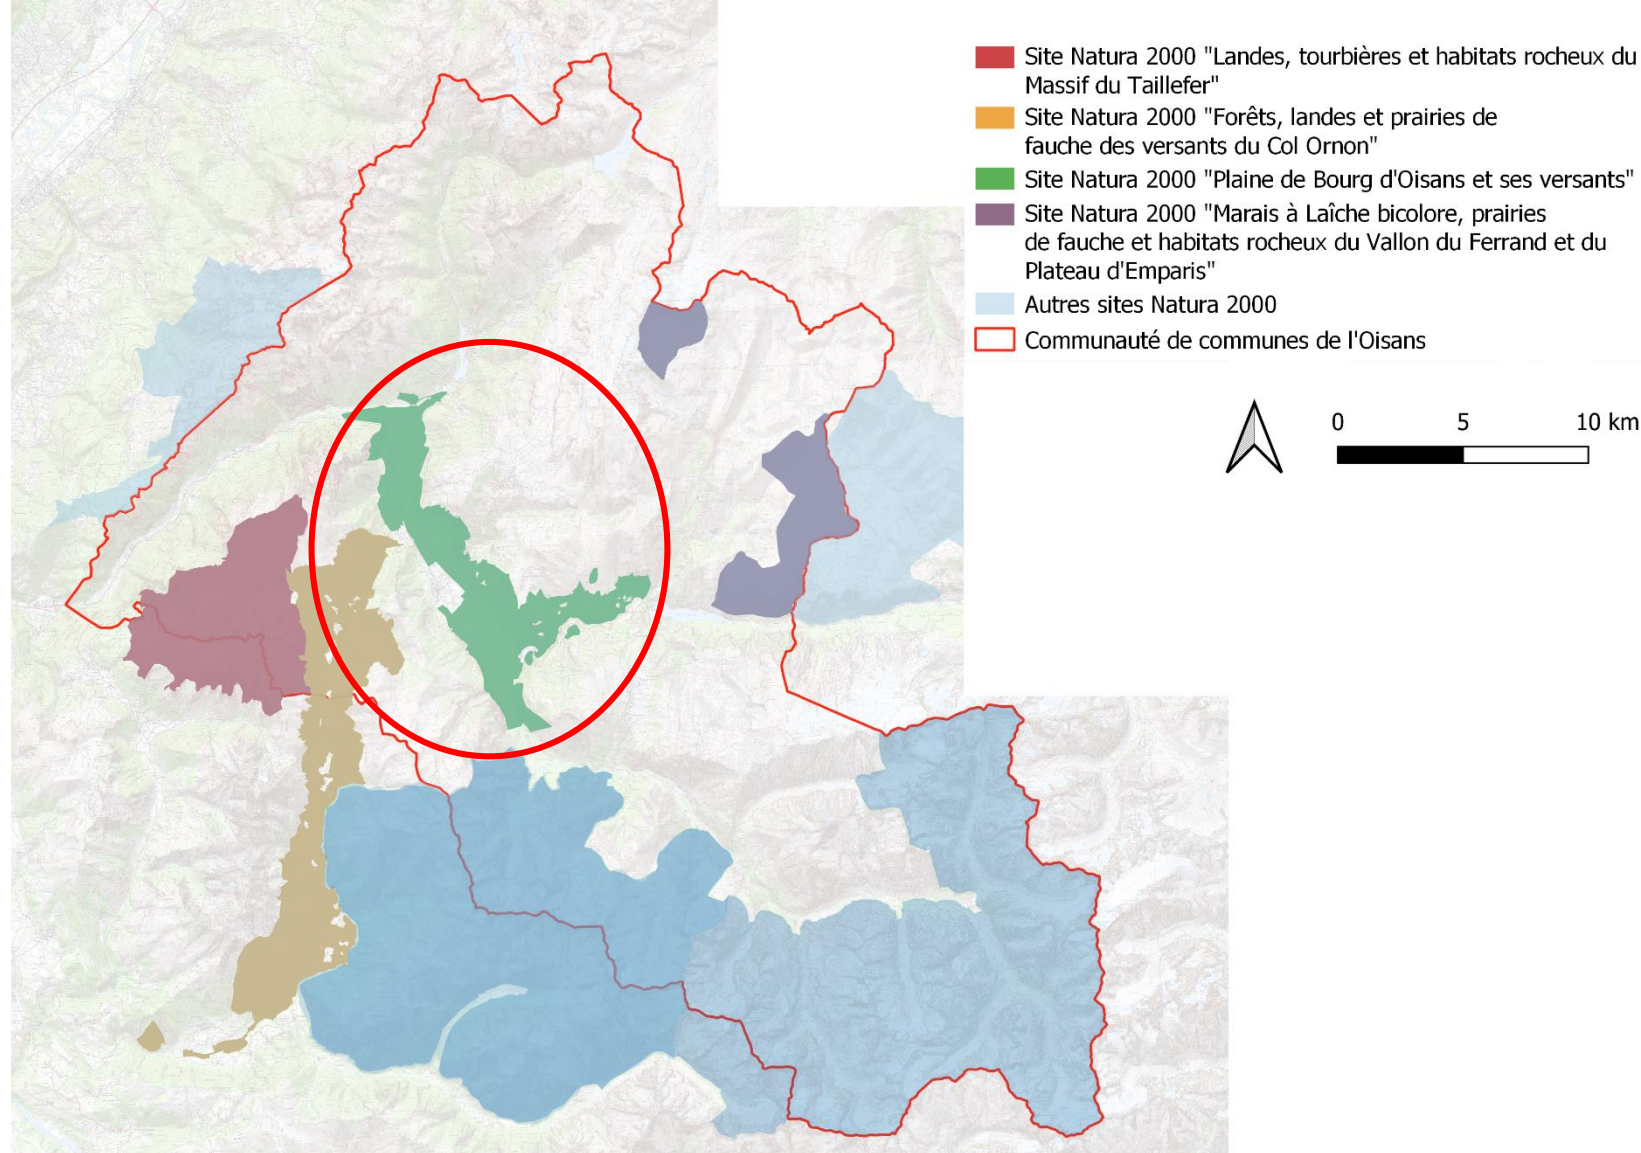 Site Natura 2000 "Landes, tourbières et habitats rocheux du
Massif du Taillefer"
Site Natura 2000 "Forêts, landes et prairies de
fauche des versants du Col Ornon"
Site Natura 2000 "Plaine de Bourg d'Oisans et ses versants"
Site Natura 2000 "Marais à Laîche bicolore, prairies
de fauche et habitats rocheux du Vallon du Ferrand et du
Plateau d'Emparis"
Autres sites Natura 2000
Communauté de communes de l'Oisans
0 5 10 km